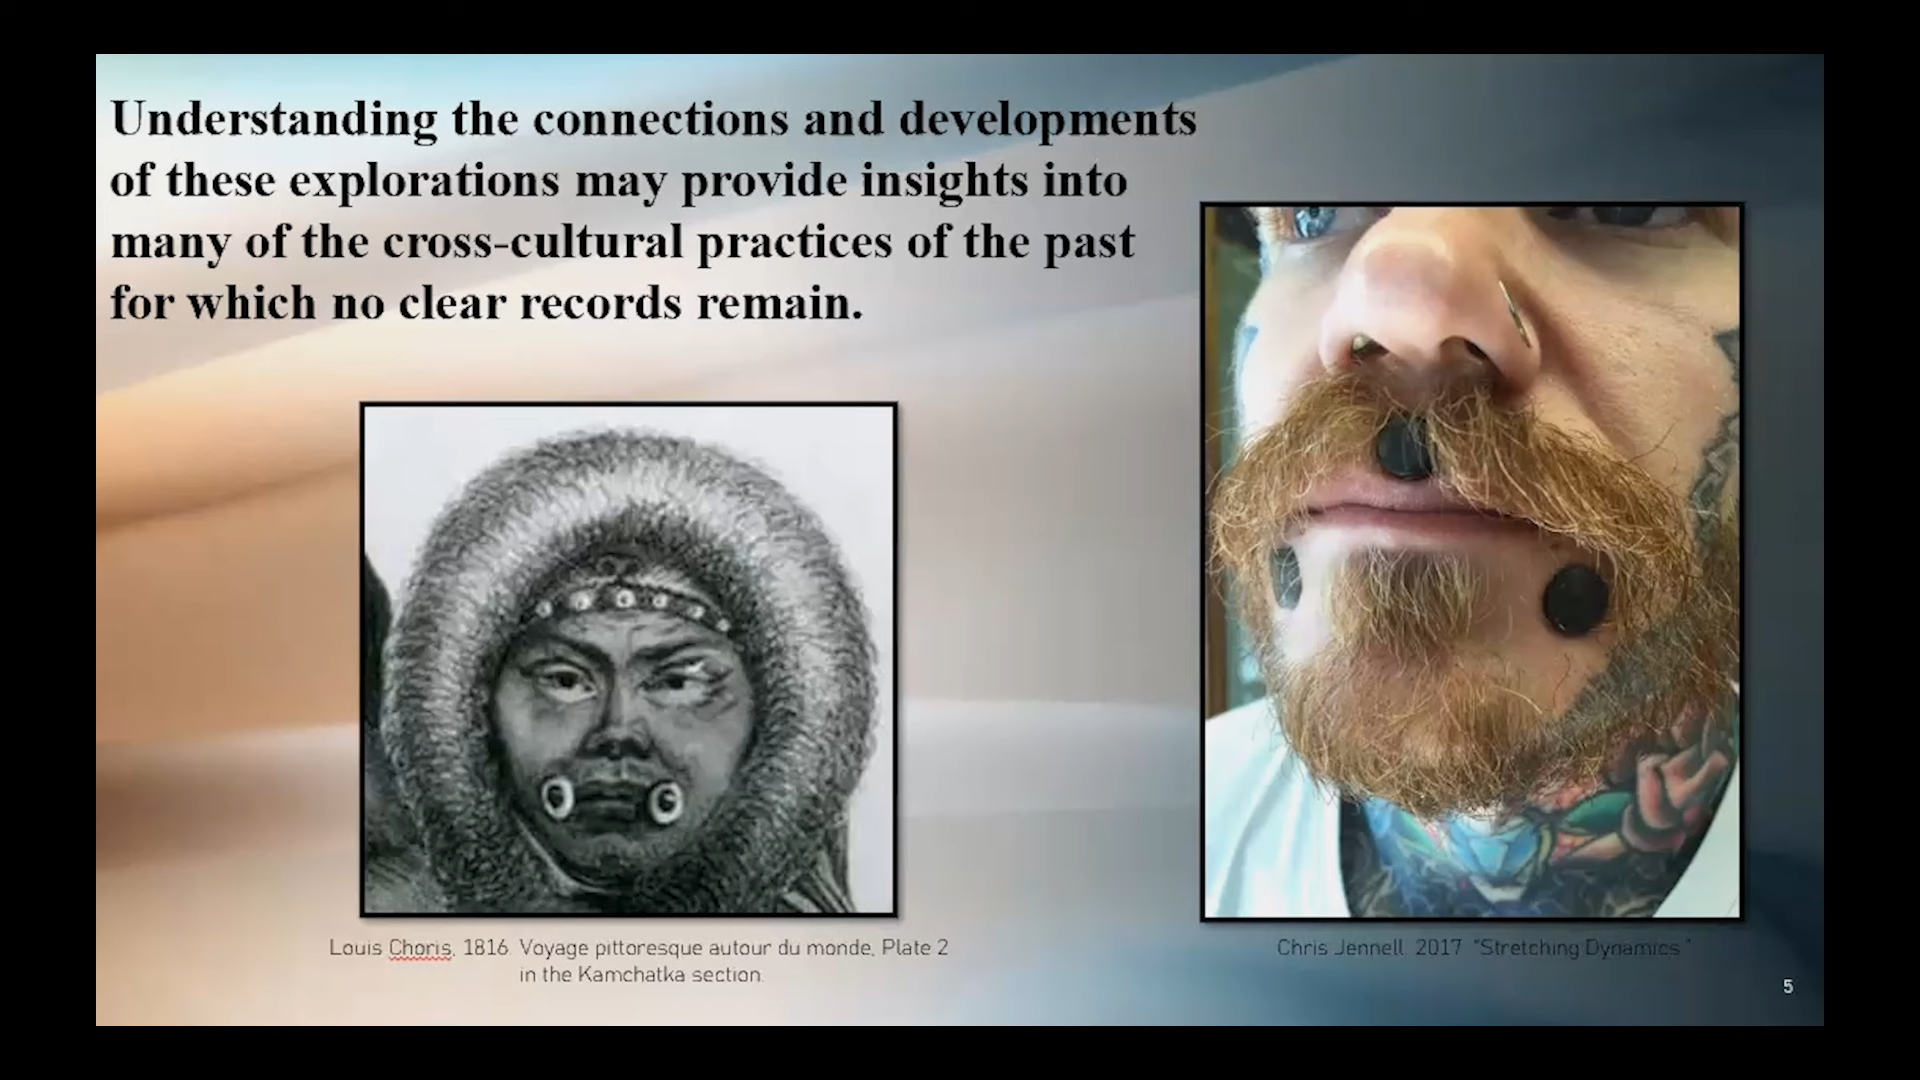 Understanding the connections and developments
of these explorations may provide insights into
many of the cross-cultural practices of the past
for which no clear records remain.
Louis Choris, 1816. Voyage pittoresque autour du monde, Plate 2
in the Kamchatka section.
Chris Jennell. 2017. "Stretching Dynamics."
5